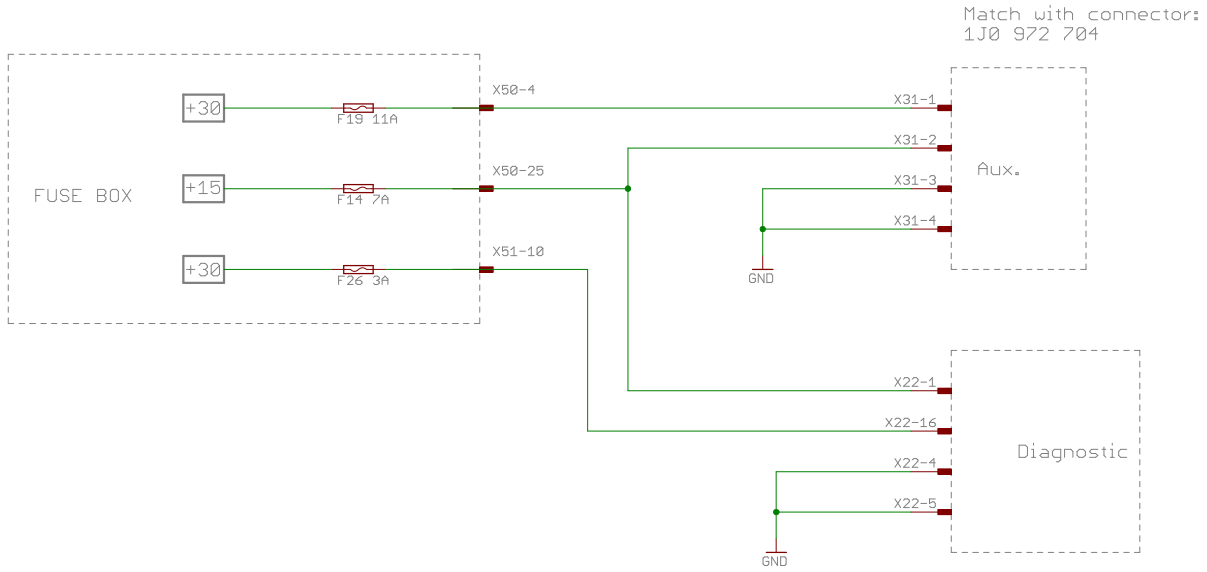 Match with connector:
1J0 972 704
X50-4
X31-1
+30
F19 11A
X31-2
Aux.
X50-25
X31-3
+15
FUSE BOX
F14 7A
X31-4
X51-10
+30
F26 3A
GND
X22-1
X22-16
Diagnostic
X22-4
X22-5
GND